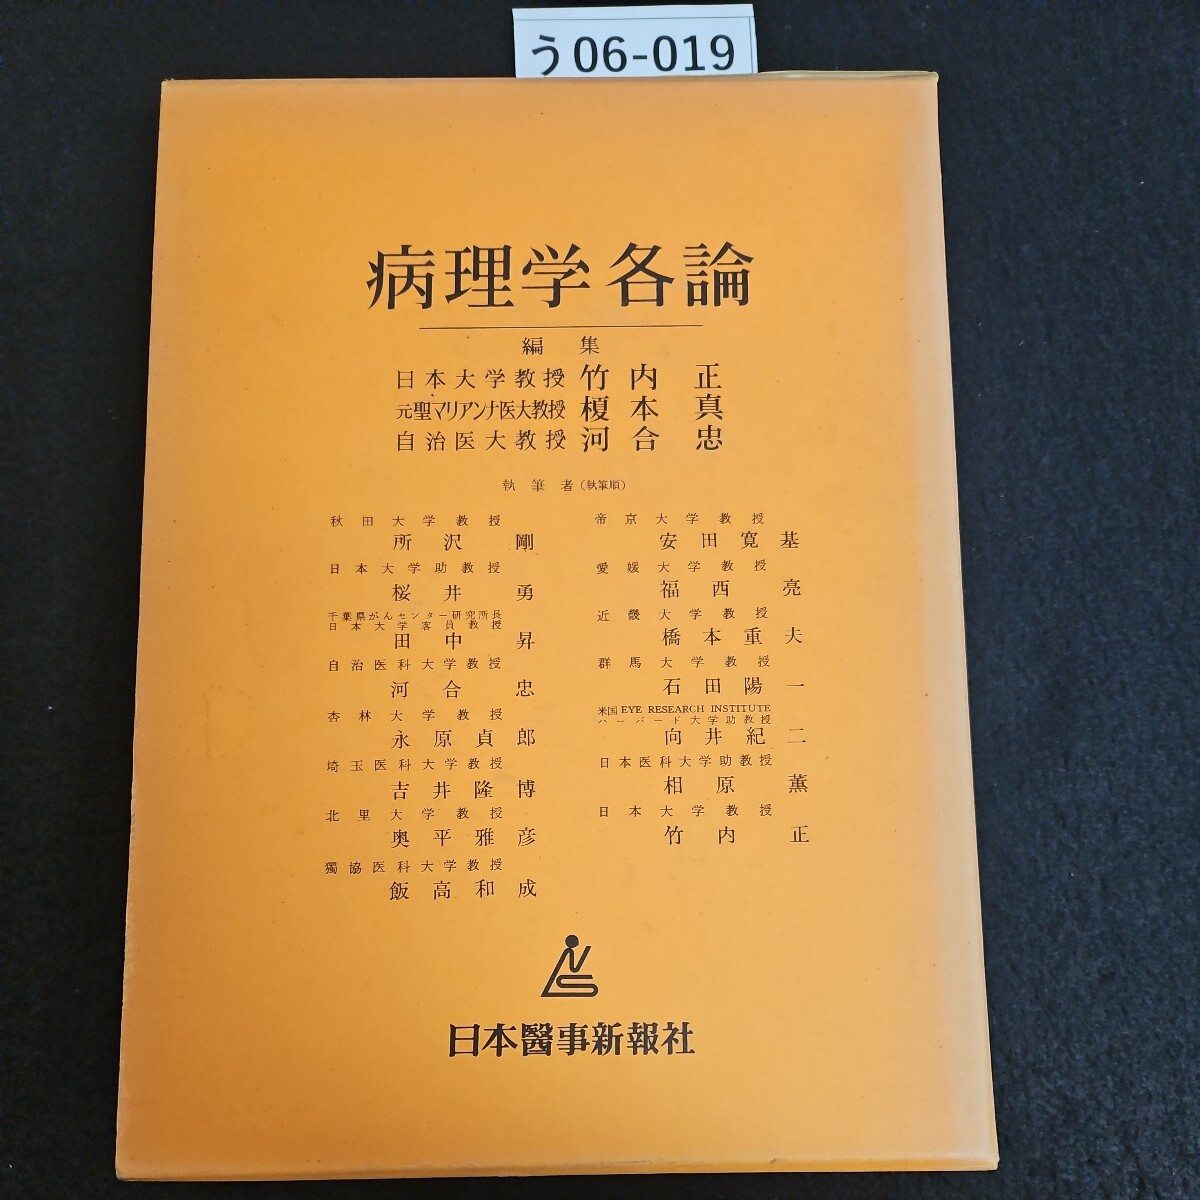 う06-019
病理学各論
編集
日本大学教授 竹内正
元聖マリアンナ医大教授 榎本真
自治医大教授 河合忠
執筆者(執筆順)
秋田大学教授
所沢剛
日本大学助教授
桜井勇
千葉県がんセンター研究所長
日本大学客員教授
田中昇
自治医科大学教授
河合忠
杏林大学教授
永原貞郎
埼玉医科大学教授
吉井隆博
北里大学教授
奥平雅彦
獨協医科大学教授
飯高和成
帝京大学教授
安田寛基
愛媛大学教授
福西亮
近畿大学教授
橋本重夫
群馬大学教授
石田陽一
米国 EYE RESEARCH INSTITUTE
ハーバード大学助教授
向井紀二
日本医科大学助教授
相原薫
日本大学教授
竹内正
日本醫事新報社